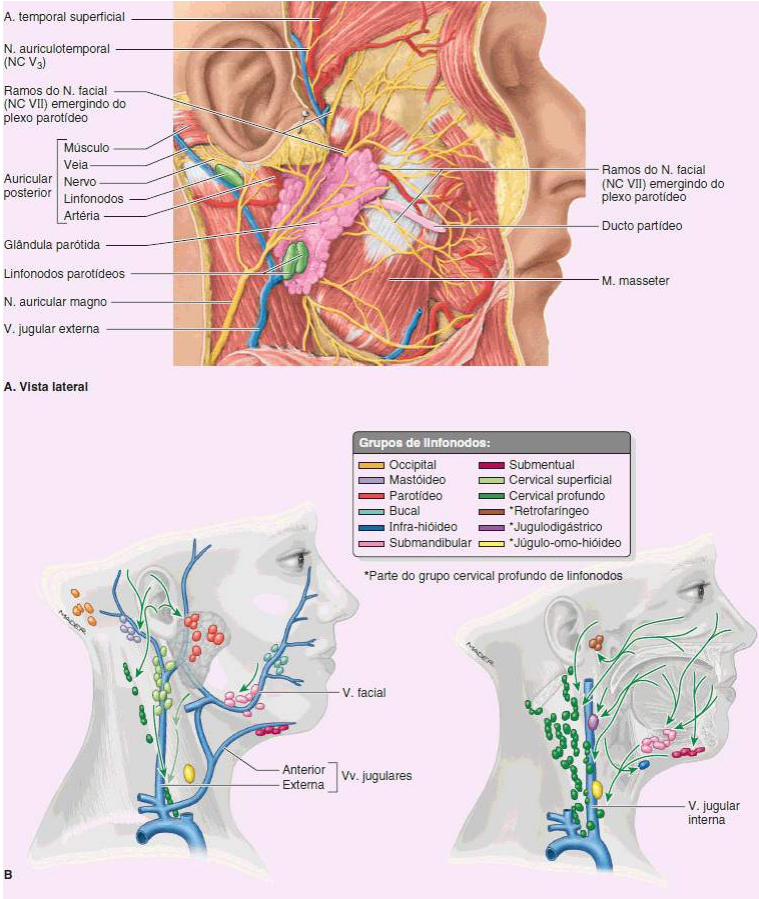 A. temporal superficial
N. auriculotemporal
(NC V3)
Ramos do N. facial
(NC VII) emergindo do
plexo parotídeo
Auricular
posterior
Músculo
Veia
Nervo
Linfonodos
Artéria
Glândula parótida
Linfonodos parotídeos
N. auricular magno
V. jugular externa
Ramos do N. facial
(NC VII) emergindo do
plexo parotídeo
Ducto partídeo
M. masseter
A. Vista lateral
Grupos de linfonodos:
Occipital
Mastóideo
Parotídeo
Bucal
Infra-hióideo
Submandibular
Submentual
Cervical superficial
Cervical profundo
*Retrofaríngeo
*Jugulodigástrico
*Júgulo-omo-hióideo
*Parte do grupo cervical profundo de linfonodos
MADER
V. facial
Anterior
Externa
Vv. jugulares
MADER
V. jugular
interna
B